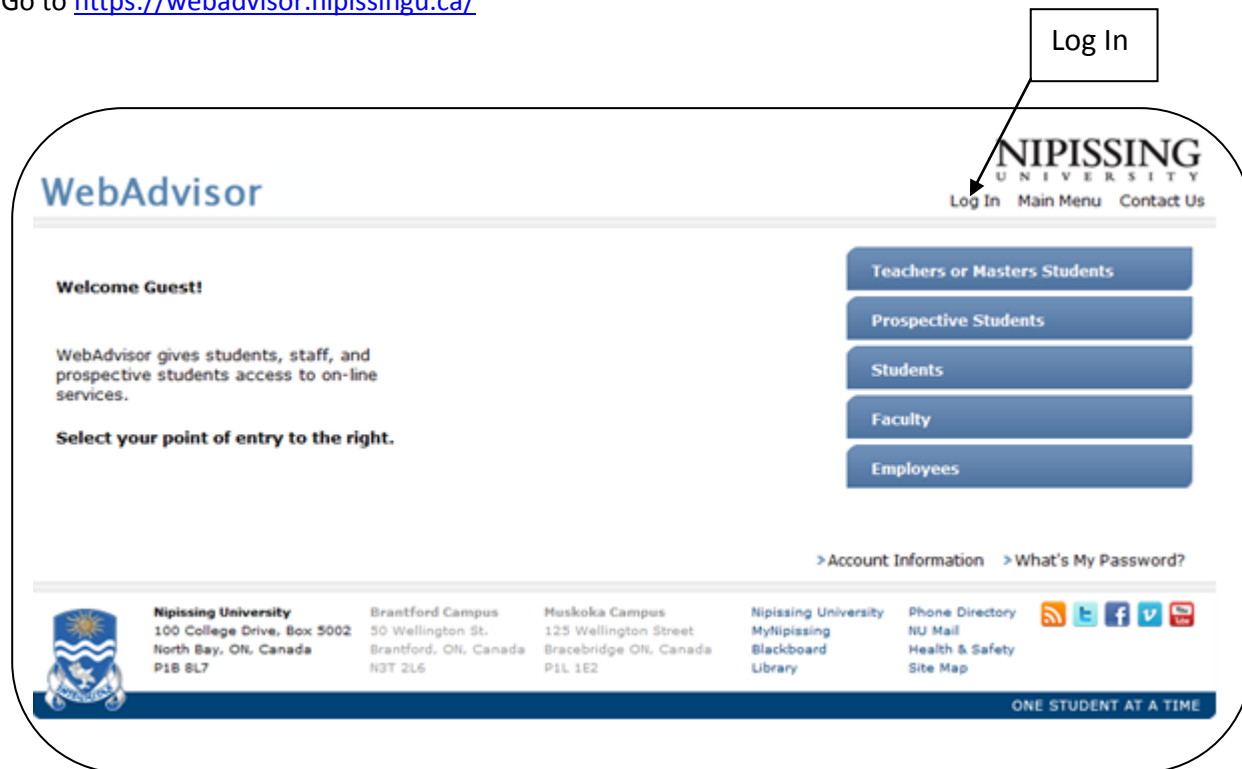 Go to https://webadvisor.nipissingu.ca/
Log In
NIPISSING
UNIVERSITY
WebAdvisor
Log In Main Menu Contact Us
Welcome Guest!
WebAdvisor gives students, staff, and
prospective students access to on-line
services.
Select your point of entry to the right.
Teachers or Masters Students
Prospective Students
Students
Faculty
Employees
>Account Information >What's My Password?
Nipissing University
100 College Drive, Box 5002
North Bay, ON, Canada
P1B 8L7
Brantford Campus
50 Wellington St.
Brantford, ON, Canada
N3T 2L6
Muskoka Campus
125 Wellington Street
Bracebridge ON, Canada
P1L 1E2
Nipissing University
MyNipissing
Blackboard
Library
Phone Directory
NU Mail
Health & Safety
Site Map
You
Tube
INTEGRITAS
ONE STUDENT AT A TIME